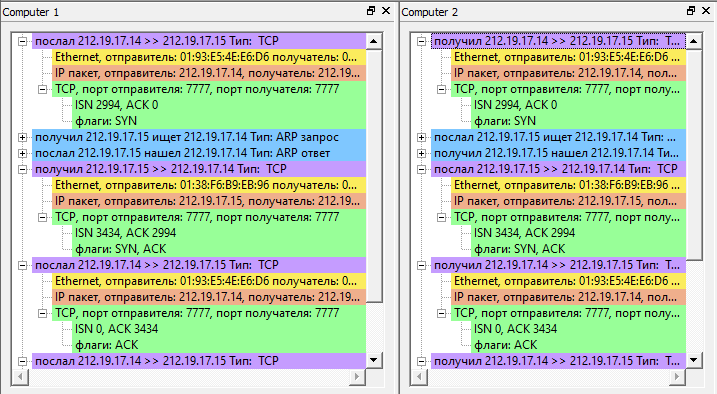 Computer 1
послал 212.19.17.14 >> 212.19.17.15 Тип: TCP
Ethernet, отправитель: 01:93:E5:4E:E6:D6 получатель: 0...
IP пакет, отправитель: 212.19.17.14, получатель: 212.19...
TCP, порт отправителя: 7777, порт получателя: 7777
ISN 2994, ACK 0
флаги: SYN
получил 212.19.17.15 ищет 212.19.17.14 Тип: ARP запрос
послал 212.19.17.15 нашел 212.19.17.14 Тип: ARP ответ
получил 212.19.17.15 >> 212.19.17.14 Тип: TCP
Ethernet, отправитель: 01:38:F6:B9:EB:96 получатель: 0...
IP пакет, отправитель: 212.19.17.15, получатель: 212.19...
TCP, порт отправителя: 7777, порт получателя: 7777
ISN 3434, ACK 2994
флаги: SYN, ACK
послал 212.19.17.14 >> 212.19.17.15 Тип: TCP
Ethernet, отправитель: 01:93:E5:4E:E6:D6 получатель: 0...
IP пакет, отправитель: 212.19.17.14, получатель: 212.19...
TCP, порт отправителя: 7777, порт получателя: 7777
ISN 0, ACK 3434
флаги: ACK
послал 212.19.17.14 >> 212.19.17.15 Тип: TCP
Computer 2
получил 212.19.17.14 >> 212.19.17.15 Тип: T...
Ethernet, отправитель: 01:93:E5:4E:E6:D6 ...
IP пакет, отправитель: 212.19.17.14, пол...
TCP, порт отправителя: 7777, порт полу...
ISN 2994, ACK 0
флаги: SYN
послал 212.19.17.15 ищет 212.19.17.14 Тип: ...
получил 212.19.17.15 нашел 212.19.17.14 Ти...
послал 212.19.17.15 >> 212.19.17.14 Тип: TCP
Ethernet, отправитель: 01:38:F6:B9:EB:96 ...
IP пакет, отправитель: 212.19.17.15, пол...
TCP, порт отправителя: 7777, порт полу...
ISN 3434, ACK 2994
флаги: SYN, ACK
получил 212.19.17.14 >> 212.19.17.15 Тип: T...
Ethernet, отправитель: 01:93:E5:4E:E6:D6 ...
IP пакет, отправитель: 212.19.17.14, пол...
TCP, порт отправителя: 7777, порт полу...
ISN 0, ACK 3434
флаги: ACK
получил 212.19.17.14 >> 212.19.17.15 Тип: T...